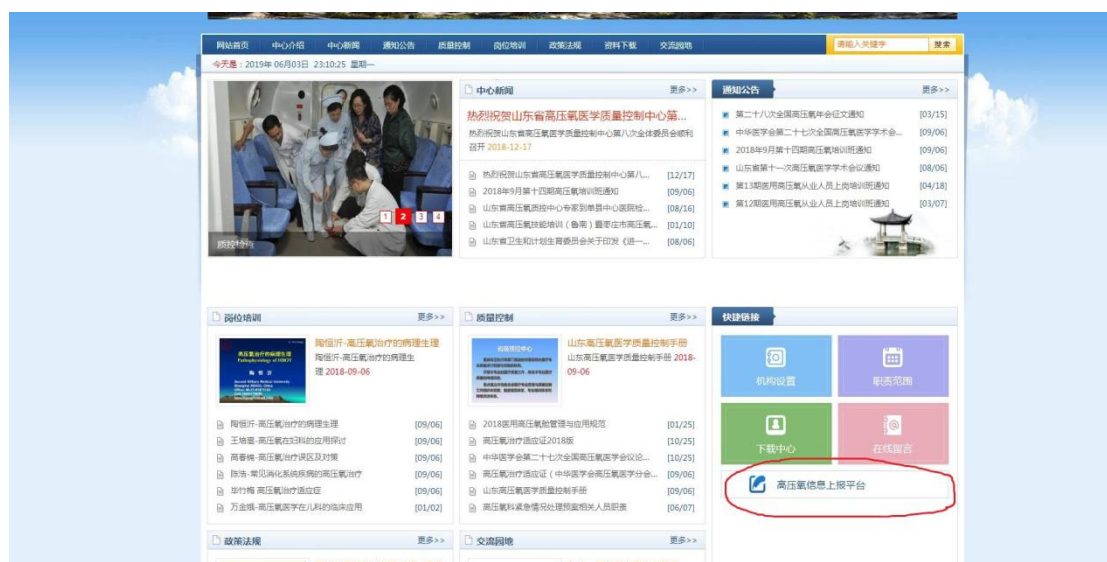 网站首页 中心介绍 中心新闻 通知公告 质量控制 岗位培训 政策法规 资料下载 交流园地 请输入关键字 搜索
今天是：2019年 06月03日 23:10:25 星期一
1 2 3 4
质控检查
中心新闻 更多>>
热烈祝贺山东省高压氧医学质量控制中心第...
热烈祝贺山东省高压氧医学质量控制中心第八次全体委员会顺利
召开 2018-12-17
热烈祝贺山东省高压氧医学质量控制中心第八... [12/17]
2018年9月第十四期高压氧培训班通知 [09/06]
山东省高压氧质控中心专家到单县中心医院检... [08/16]
山东省高压氧技能培训（鲁南）暨枣庄市高压氧... [01/10]
山东省卫生和计划生育委员会关于印发《进一... [08/06]
通知公告 更多>>
第二十八次全国高压氧年会征文通知 [03/15]
中华医学会第二十七次全国高压氧医学学术会... [09/06]
2018年9月第十四期高压氧培训班通知 [09/06]
山东省第十一次高压氧医学学术会议通知 [08/06]
第13期医用高压氧从业人员上岗培训班通知 [04/18]
第12期医用高压氧从业人员上岗培训班通知 [03/07]
岗位培训 更多>>
高压氧治疗的病理生理
Pathophysiology of HBOT
陶 恒 沂
陶恒沂-高压氧治疗的病理生理
陶恒沂-高压氧治疗的病理生
理 2018-09-06
陶恒沂-高压氧治疗的病理生理 [09/06]
王培嵩-高压氧在妇科的应用探讨 [09/06]
高压氧治疗误区及对策 [09/06]
陈浩-常见消化系统疾病的高压氧治疗 [09/06]
毕竹梅 高压氧治疗适应症 [09/06]
万金娥-高压氧医学在儿科的临床应用 [01/02]
质量控制 更多>>
山东高压氧医学质量控制手册
山东高压氧医学质量控制手册 2018-
09-06
2018医用高压氧舱管理与应用规范 [01/25]
高压氧治疗适应证2018版 [10/25]
中华医学会第二十七次全国高压氧医学会议论... [10/25]
高压氧治疗适应证（中华医学会高压氧医学分会... [09/06]
山东高压氧医学质量控制手册 [09/06]
高压氧科紧急情况处理预案相关人员职责 [06/07]
快捷链接
机构设置 职责范围
下载中心 在线留言
高压氧信息上报平台
政策法规 更多>>
交流园地 更多>>